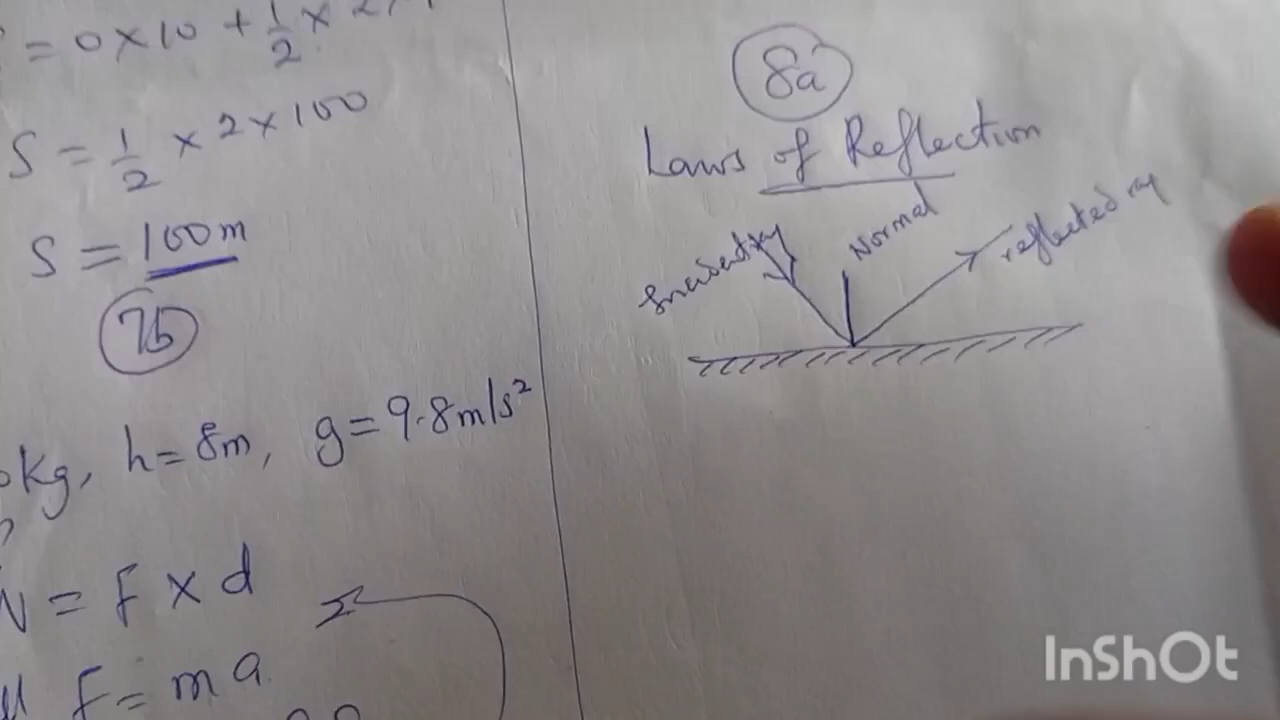 = 0 × 10 + 1/2 × 2
S = 1/2 × 2 × 100
S = 100m
7b
kg, h = 8m, g = 9.8m/s²
= F × d
F = ma
8a
Laws of Reflection
Incident ray
Normal
reflected ray
InShOt